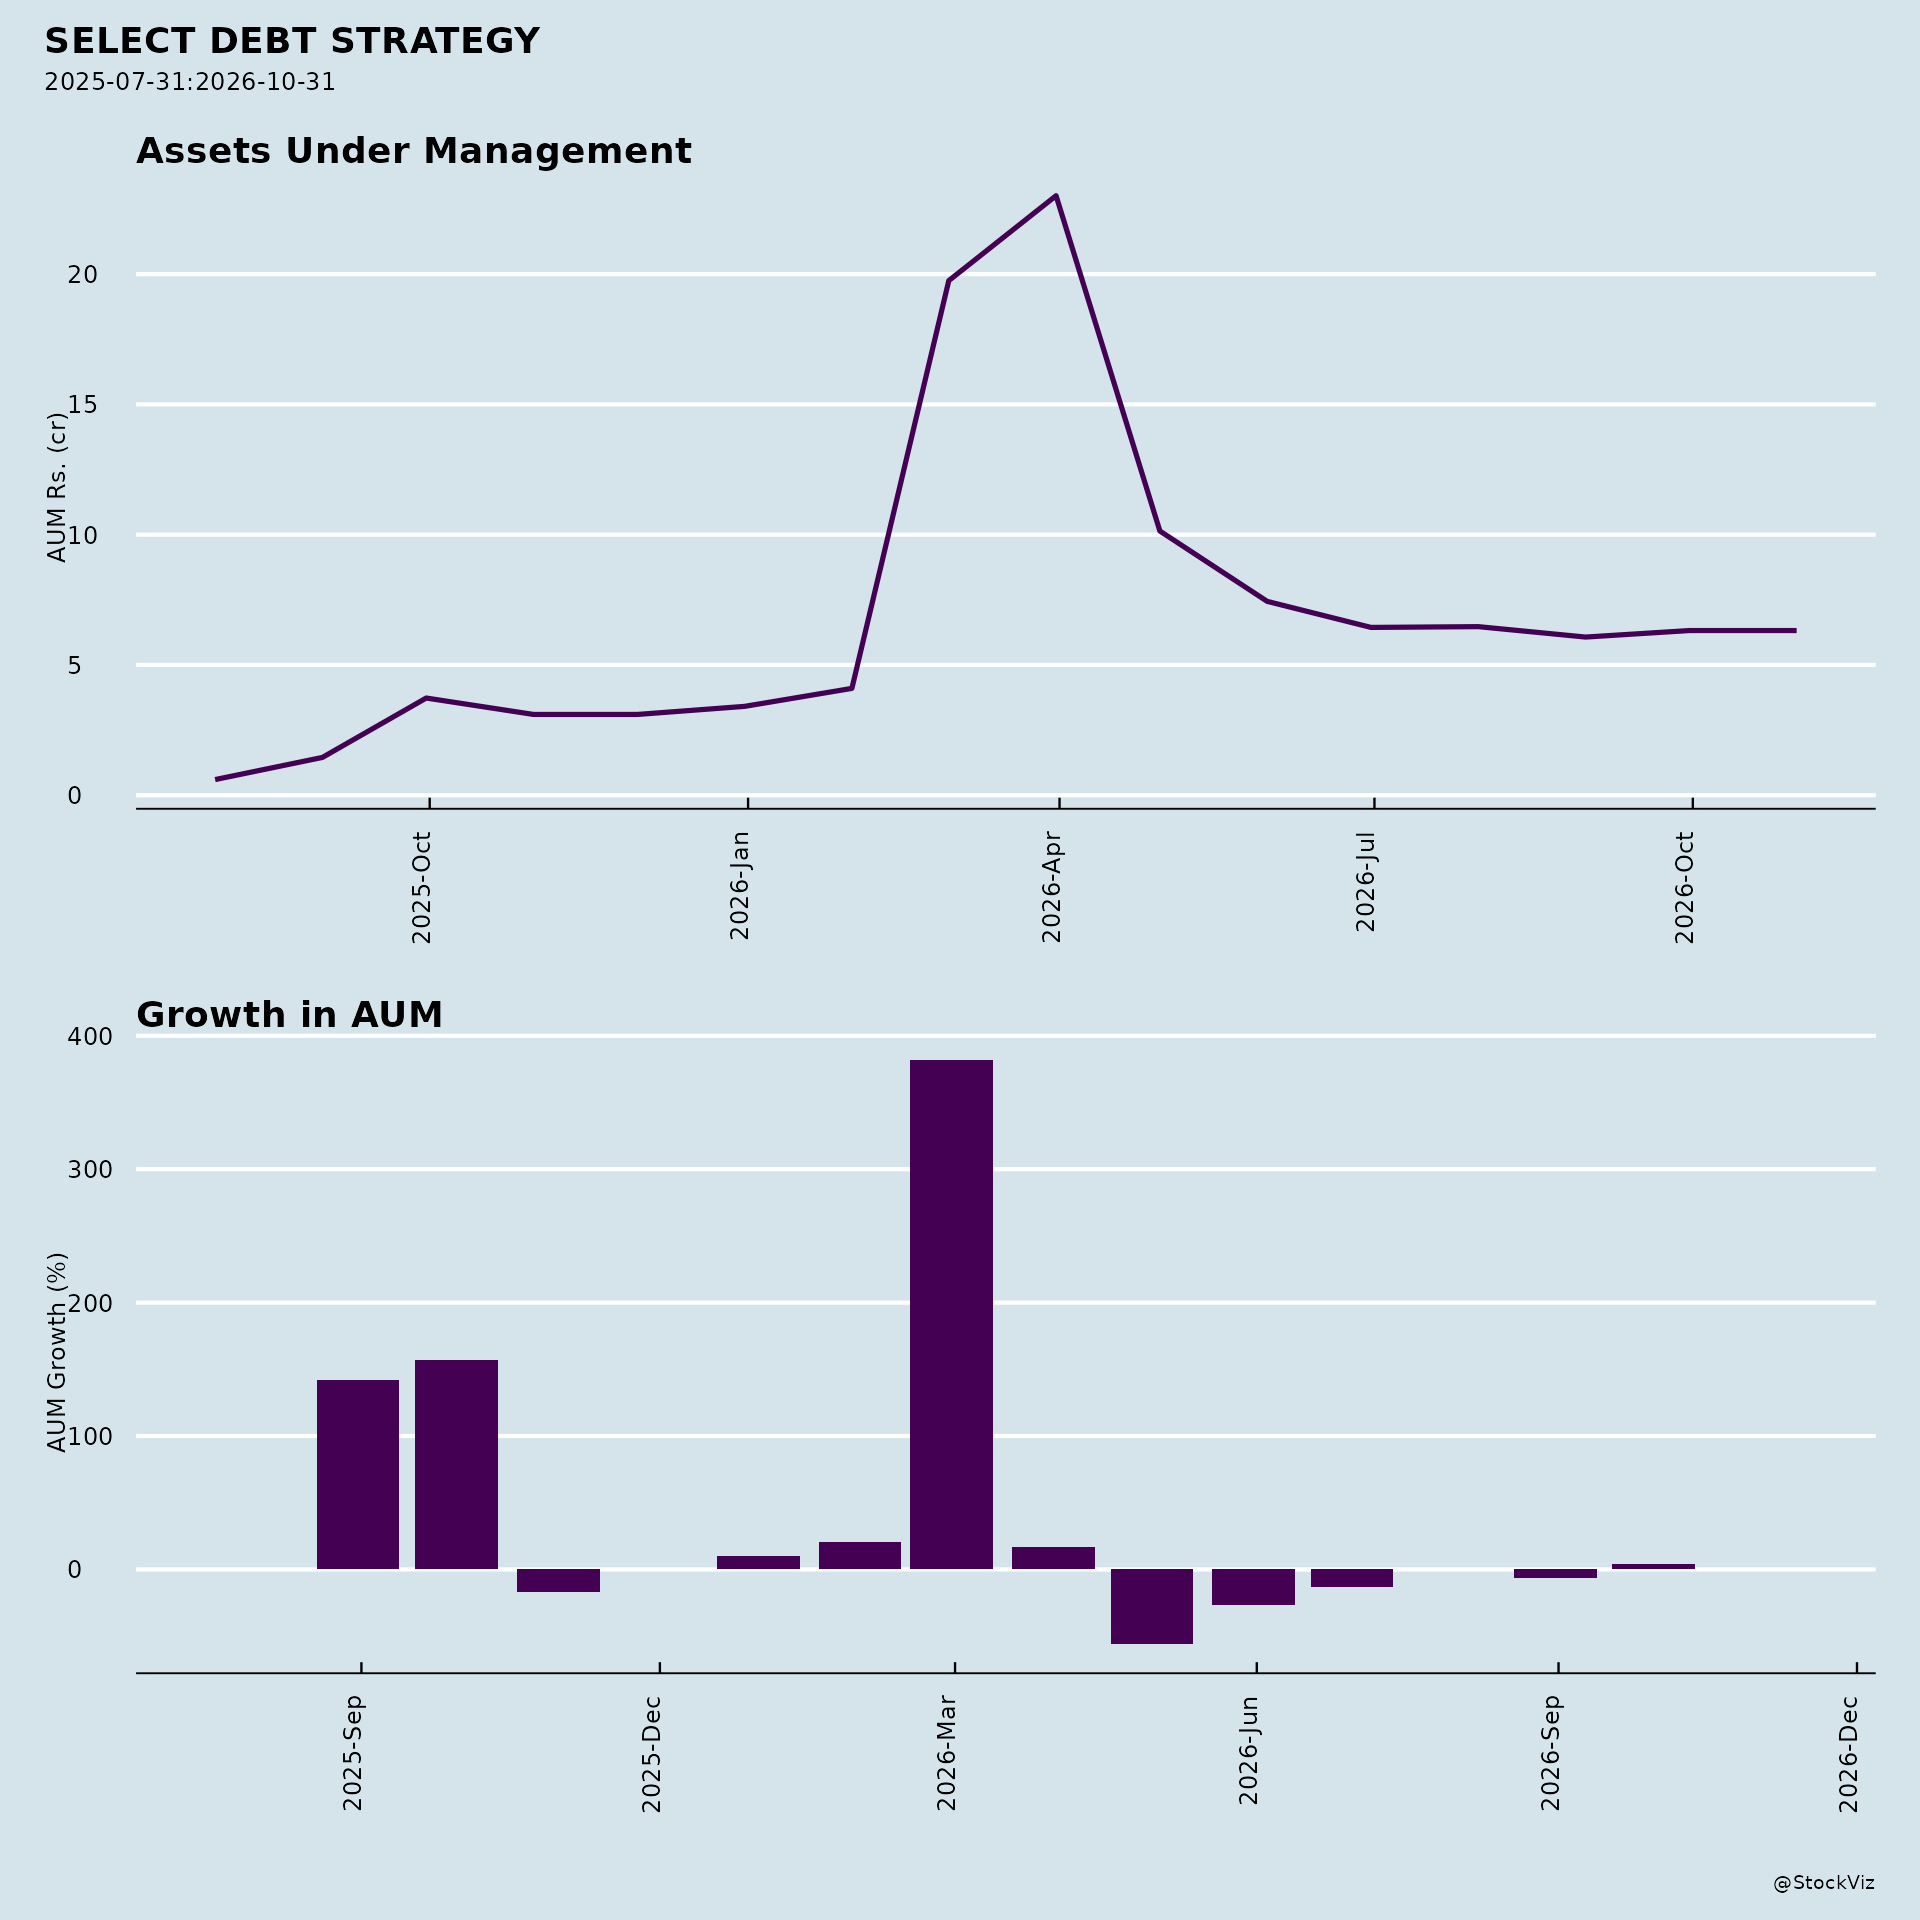 SELECT DEBT STRATEGY
2025-07-31:2026-10-31
Assets Under Management
AUM Rs. (cr)
20
15
10
5
0
2025-Oct
2026-Jan
2026-Apr
2026-Jul
2026-Oct
Growth in AUM
AUM Growth (%)
400
300
200
100
0
2025-Sep
2025-Dec
2026-Mar
2026-Jun
2026-Sep
2026-Dec
@StockViz